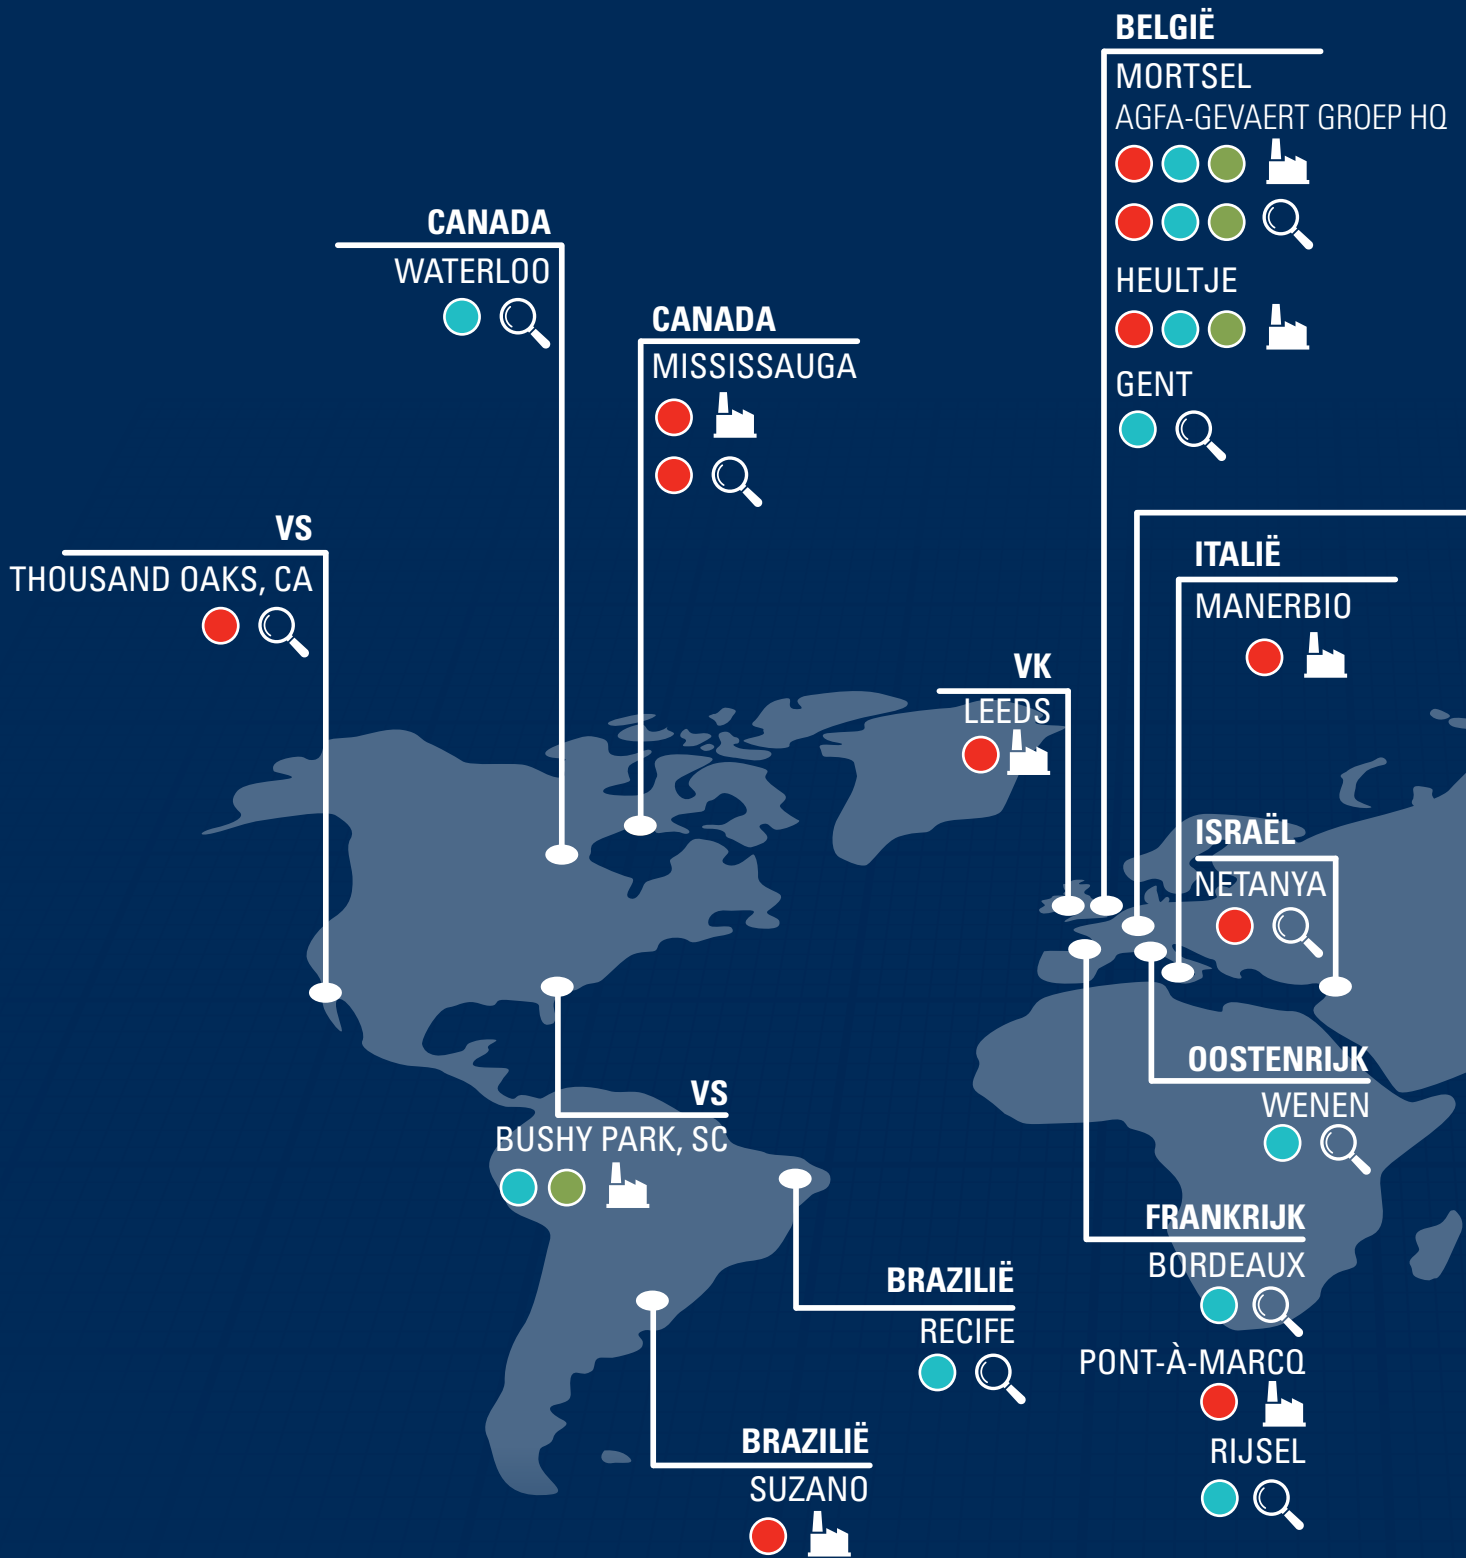 BELGIË
MORTSEL
AGFA-GEVAERT GROEP HQ
HEULTJE
GENT
CANADA
WATERLOO
CANADA
MISSISSAUGA
VS
THOUSAND OAKS, CA
ITALIË
MANERBIO
VK
LEEDS
ISRAËL
NETANYA
OOSTENRIJK
WENEN
VS
BUSHY PARK, SC
FRANKRIJK
BORDEAUX
PONT-À-MARCQ
RIJSEL
BRAZILIË
RECIFE
BRAZILIË
SUZANO